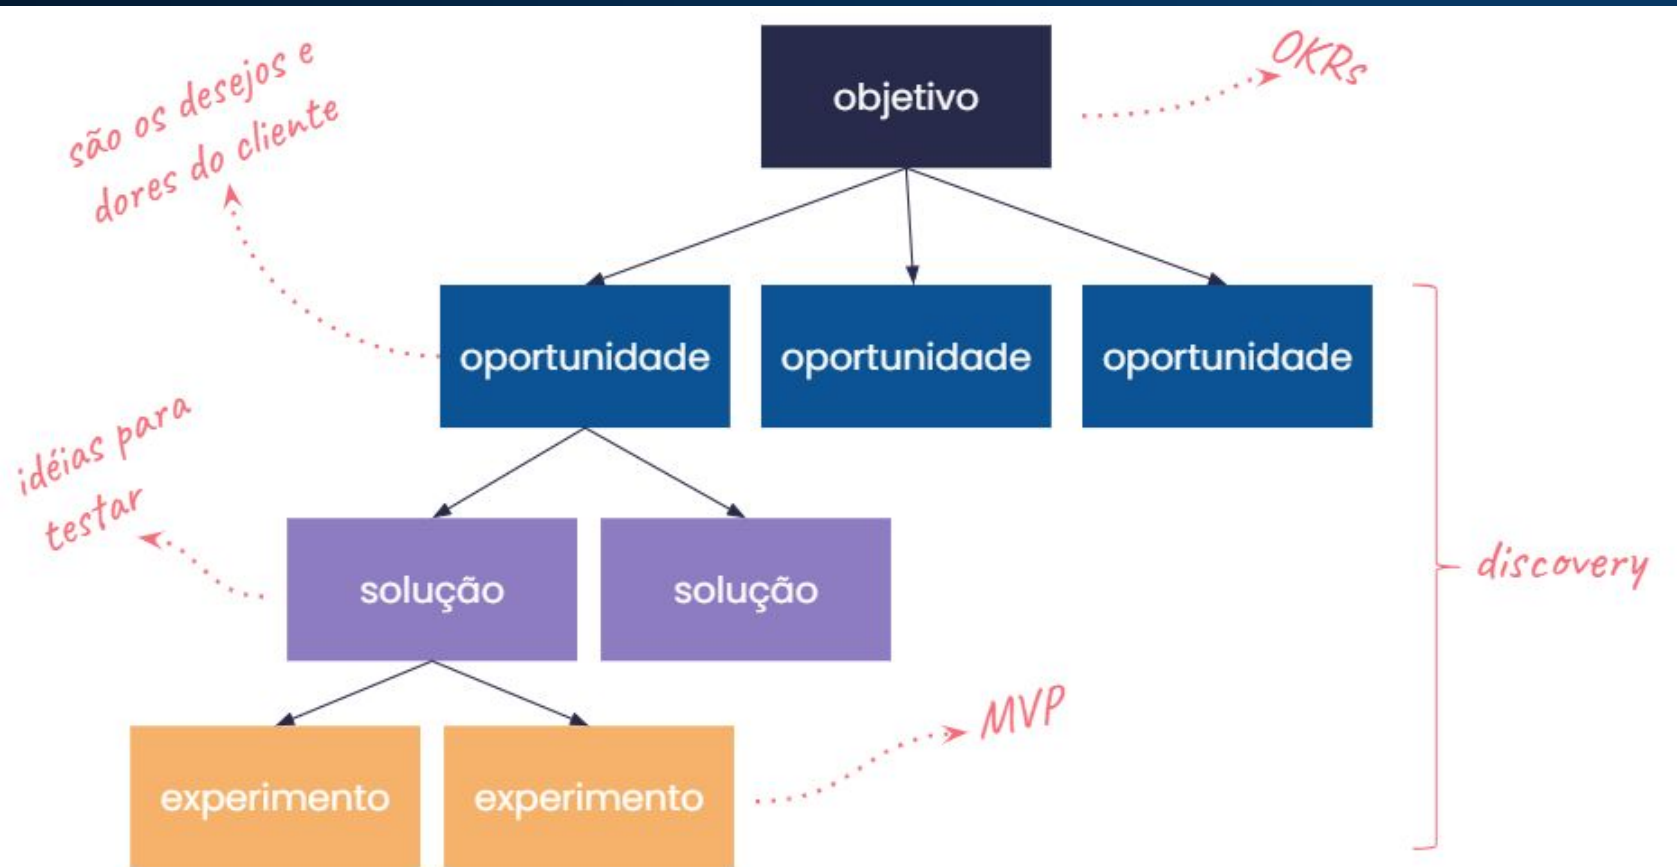 são os desejos e
dores do cliente
objetivo
OKRs
oportunidade
oportunidade
oportunidade
idéias para
testar
solução
solução
discovery
experimento
experimento
MVP